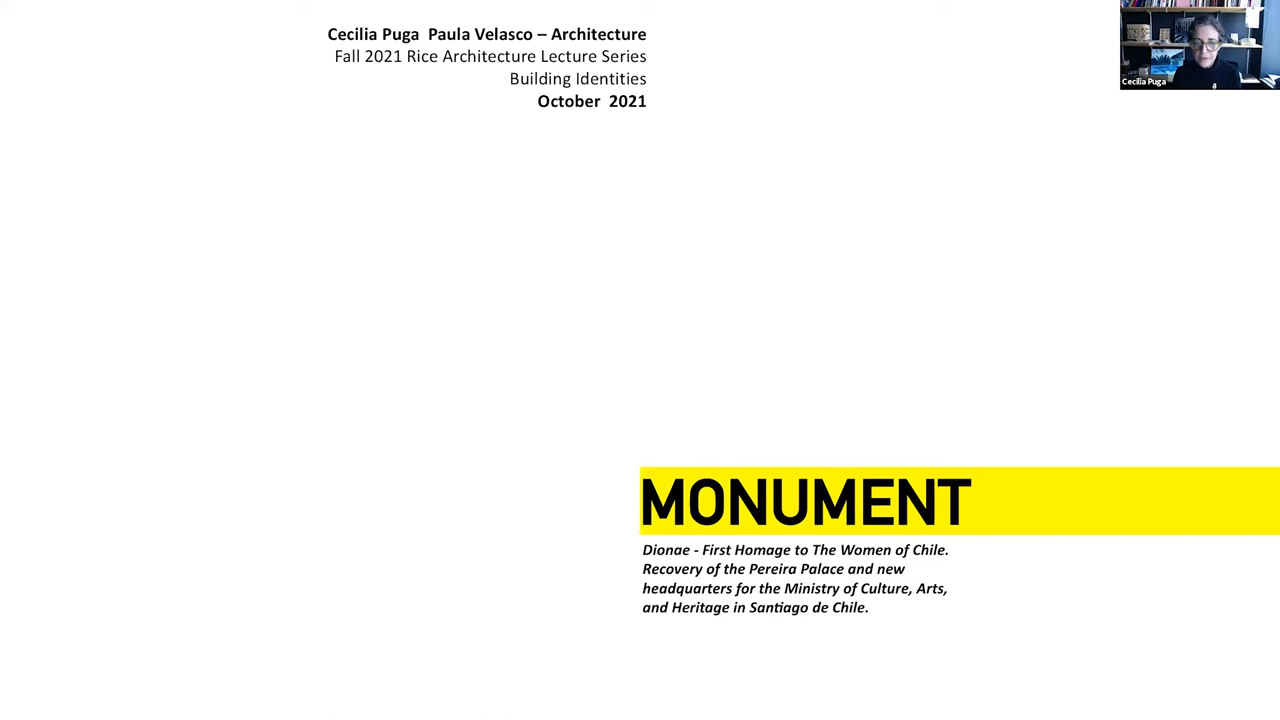 Cecilia Puga  Paula Velasco – Architecture
Fall 2021 Rice Architecture Lecture Series
Building Identities
October  2021
Cecilia Puga
MONUMENT
Dionae - First Homage to The Women of Chile.
Recovery of the Pereira Palace and new
headquarters for the Ministry of Culture, Arts,
and Heritage in Santiago de Chile.